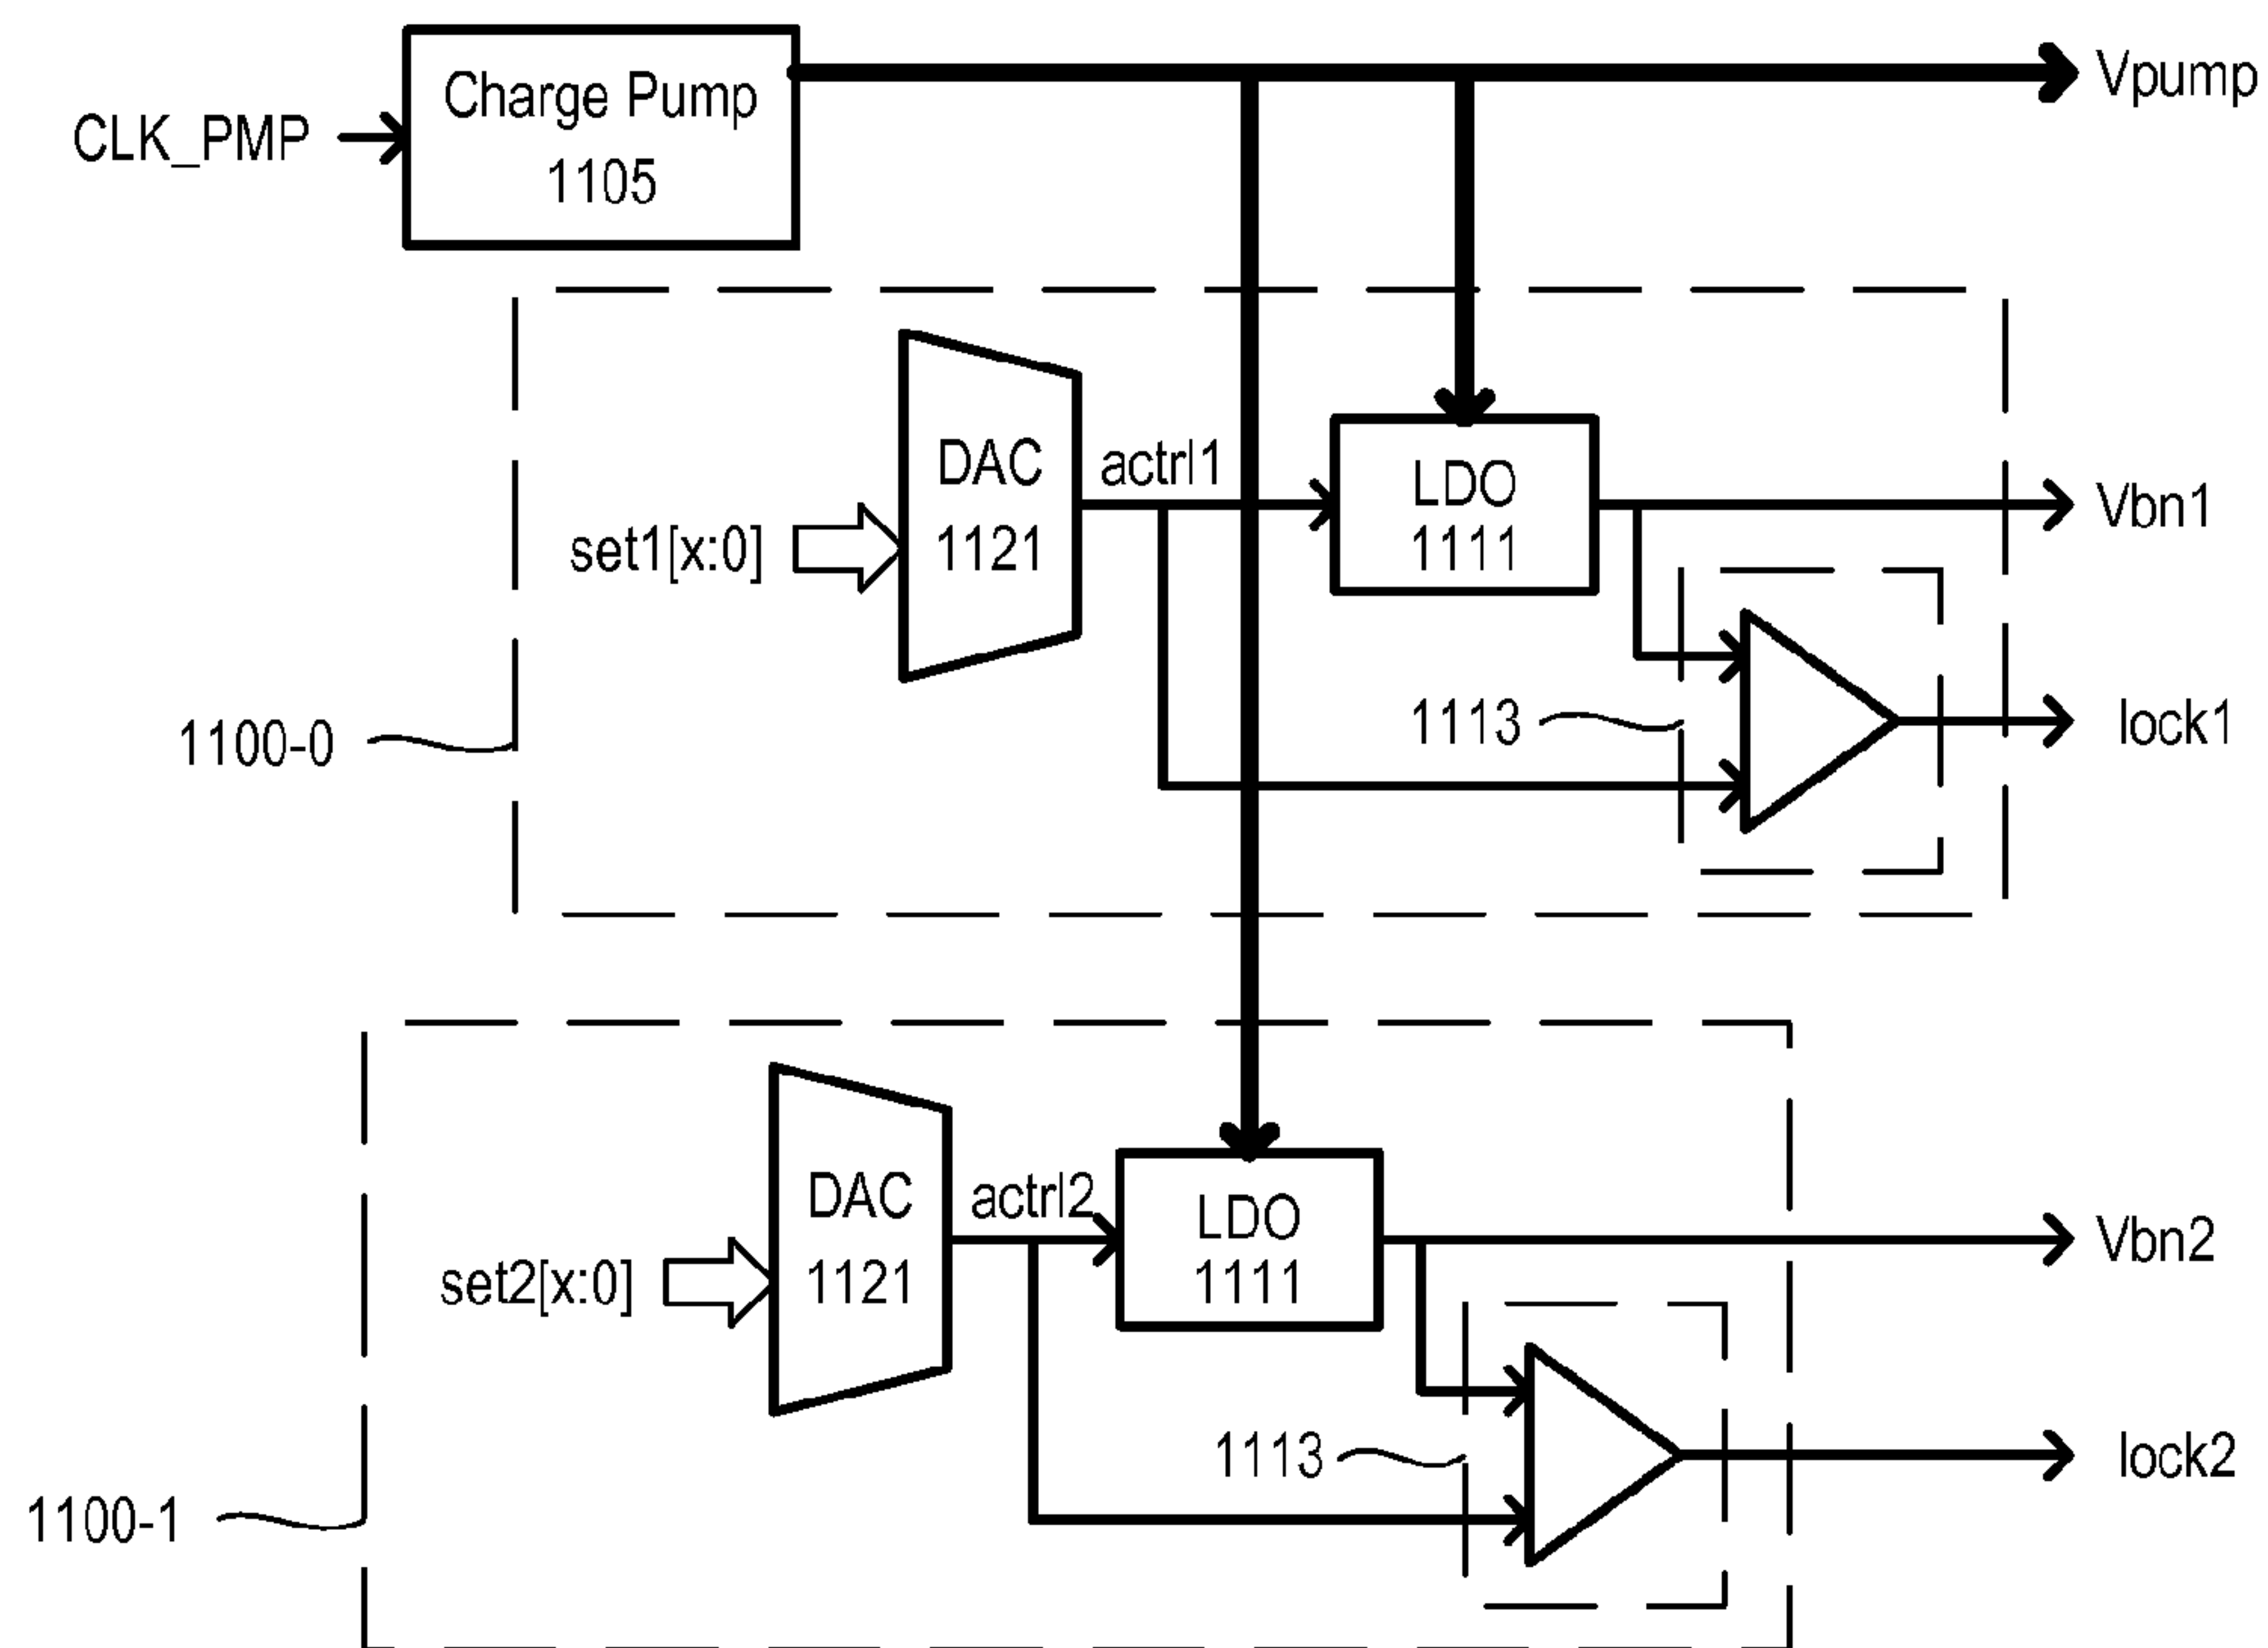 Charge Pump
1105
CLK_PMP
Vpump
DAC
1121
actrl1
set1[x:0]
LDO
1111
Vbn1
1113
lock1
1100-0
DAC
1121
actrl2
set2[x:0]
LDO
1111
Vbn2
1113
lock2
1100-1